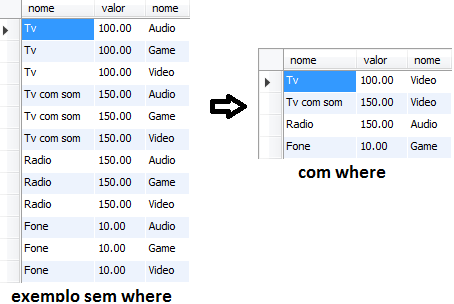 nome valor nome
Tv 100.00 Audio
Tv 100.00 Game
Tv 100.00 Video
Tv com som 150.00 Audio
Tv com som 150.00 Game
Tv com som 150.00 Video
Radio 150.00 Audio
Radio 150.00 Game
Radio 150.00 Video
Fone 10.00 Audio
Fone 10.00 Game
Fone 10.00 Video
exemplo sem where
nome valor nome
Tv 100.00 Video
Tv com som 150.00 Video
Radio 150.00 Audio
Fone 10.00 Game
com where